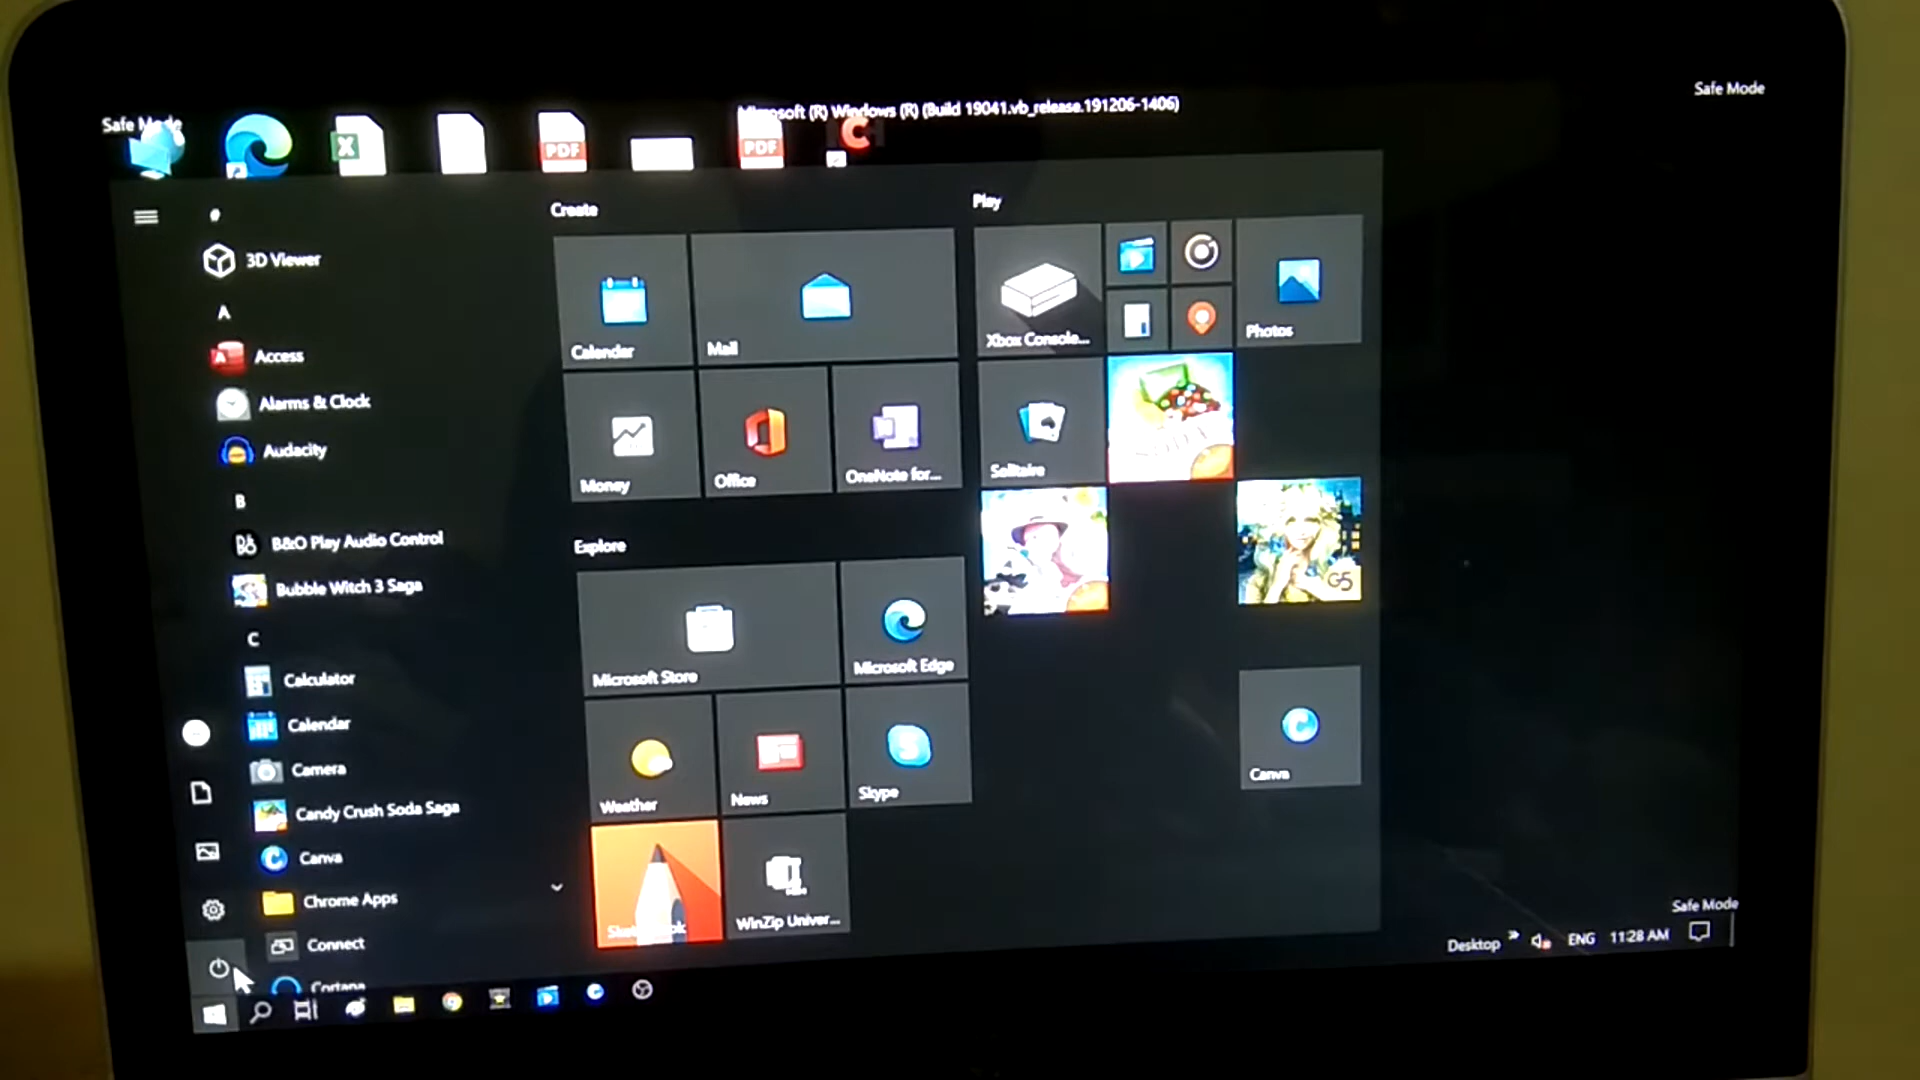 Safe Mode
Microsoft (R) Windows (R) (Build 19041.vb_release.191206-1406)
Safe Mode
X
PDF
PDF
#
3D Viewer
A
Access
Alarms & Clock
Audacity
B
B&O Play Audio Control
Bubble Witch 3 Saga
C
Calculator
Calendar
Camera
Candy Crush Soda Saga
Canva
Chrome Apps
Connect
Cortana
Create
Calendar
Mail
Money
Office
OneNote for...
Explore
Microsoft Store
Microsoft Edge
Weather
News
Skype
WinZip Univer...
Play
Xbox Console...
Photos
Solitaire
G5
Canva
Safe Mode
Desktop
ENG
11:28 AM